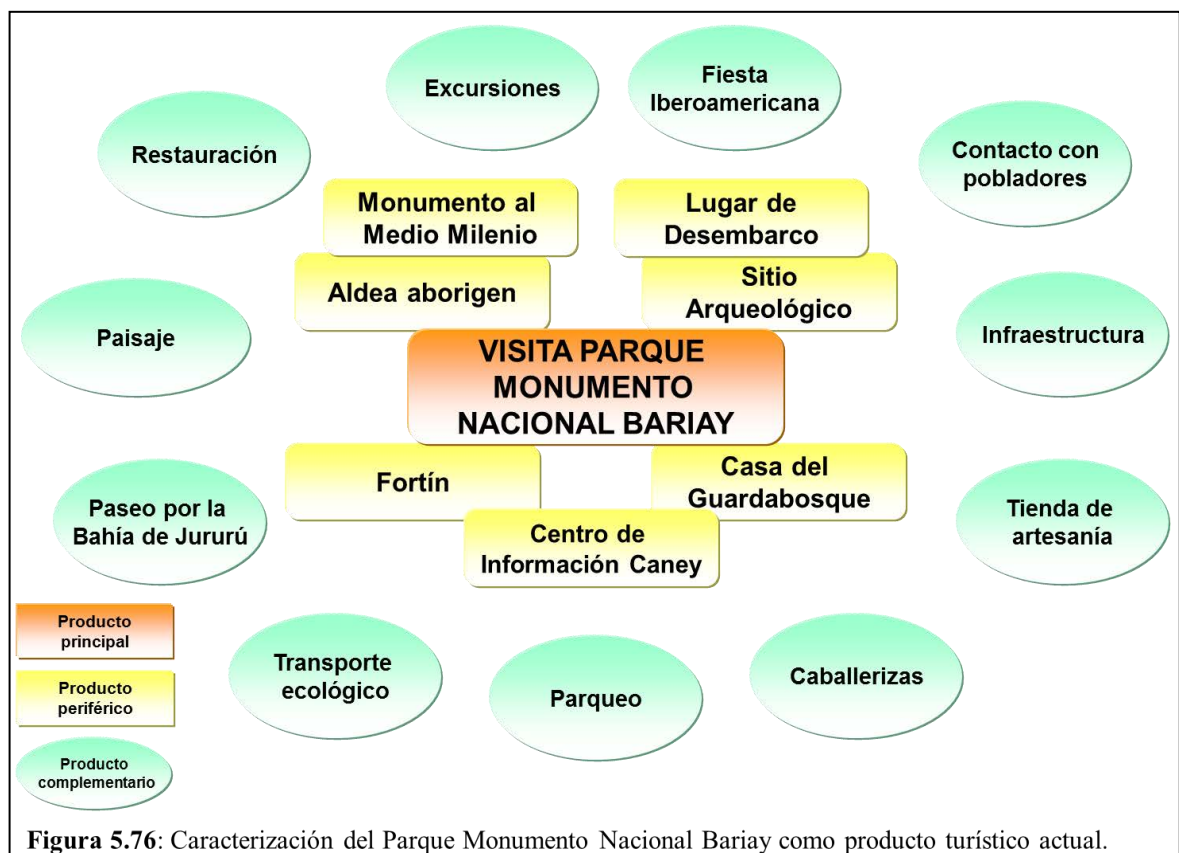 Excursiones
Fiesta
Iberoamericana
Restauración
Contacto con
pobladores
Monumento al
Medio Milenio
Lugar de
Desembarco
Aldea aborigen
Sitio
Arqueológico
Paisaje
Infraestructura
VISITA PARQUE
MONUMENTO
NACIONAL BARIAY
Fortín
Casa del
Guardabosque
Paseo por la
Bahía de Jururú
Tienda de
artesanía
Centro de
Información Caney
Producto
principal
Transporte
ecológico
Parqueo
Caballerizas
Producto
periférico
Producto
complementario
Figura 5.76: Caracterización del Parque Monumento Nacional Bariay como producto turístico actual.